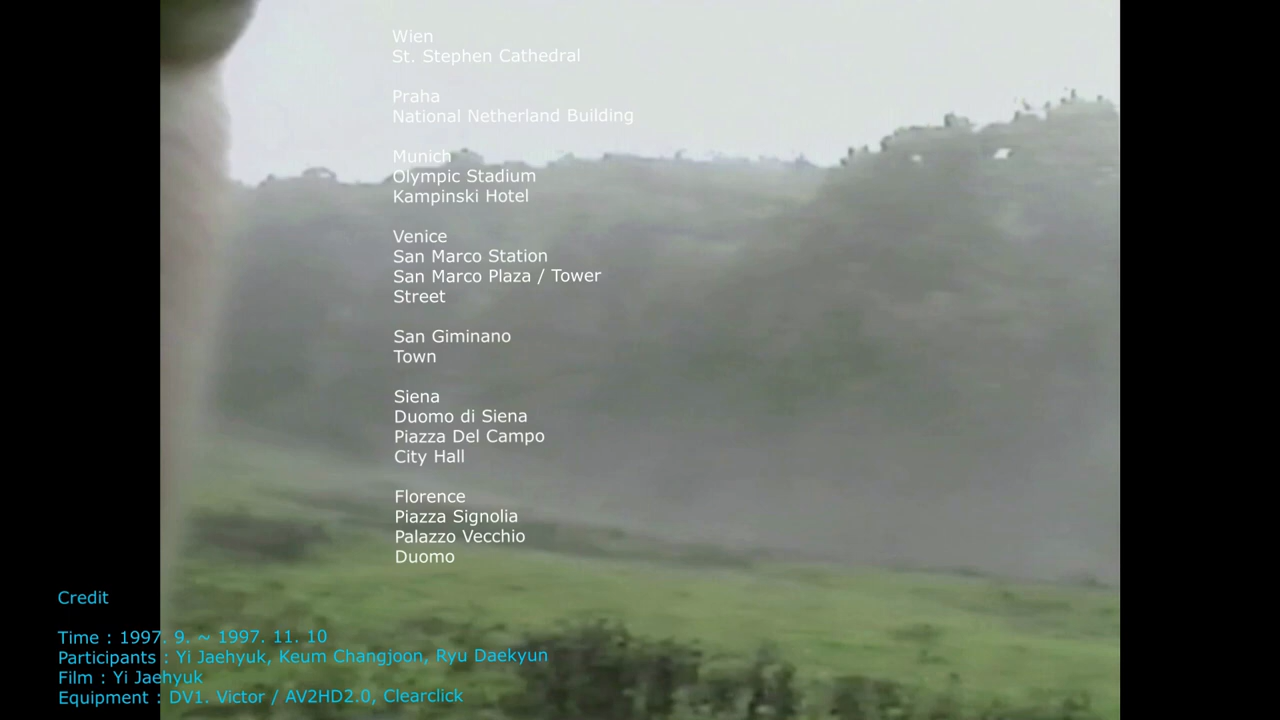 Wien
St. Stephen Cathedral
Praha
National Netherland Building
Munich
Olympic Stadium
Kampinski Hotel
Venice
San Marco Station
San Marco Plaza / Tower
Street
San Giminano
Town
Siena
Duomo di Siena
Piazza Del Campo
City Hall
Florence
Piazza Signolia
Palazzo Vecchio
Duomo
Credit
Time : 1997. 9. ~ 1997. 11. 10
Participants : Yi Jaehyuk, Keum Changjoon, Ryu Daekyun
Film : Yi Jaehyuk
Equipment : DV1. Victor / AV2HD2.0, Clearclick